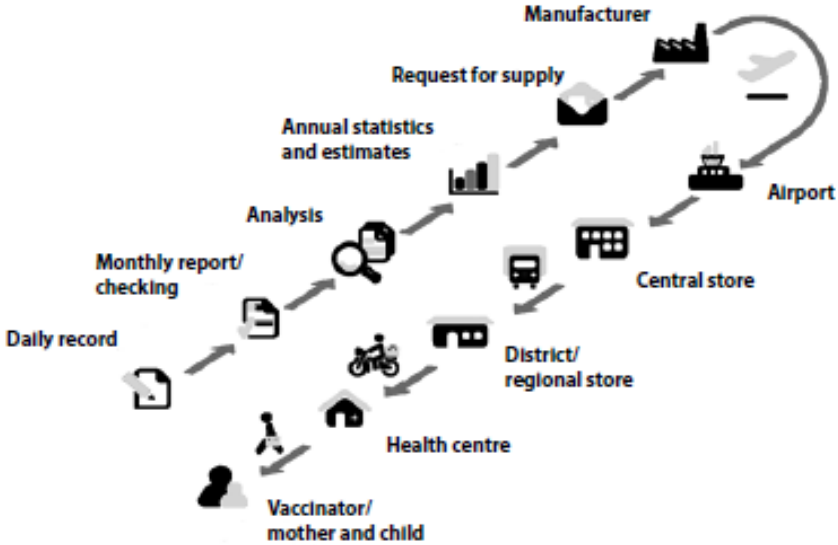 Manufacturer
Request for supply
Annual statistics
and estimates
Airport
Analysis
Monthly report/
checking
Central store
Daily record
District/
regional store
Health centre
Vaccinator/
mother and child